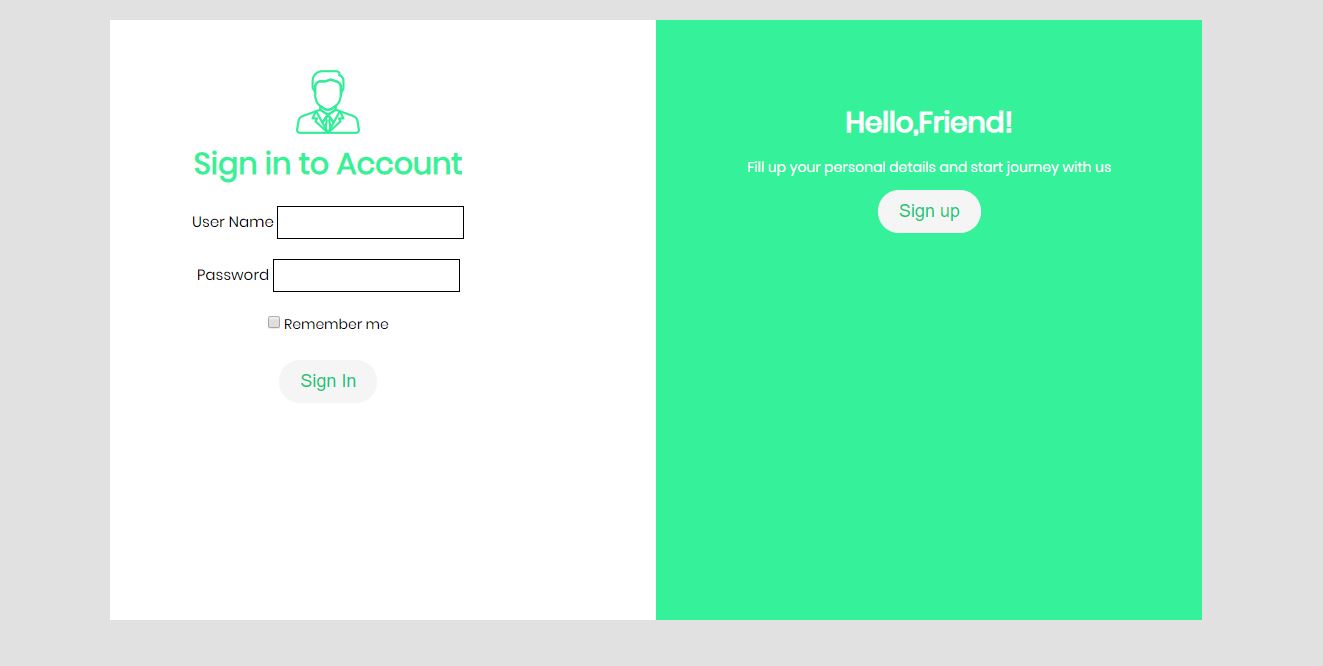 Sign in to Account
User Name
Password
Remember me
Sign In
Hello,Friend!
Fill up your personal details and start journey with us
Sign up